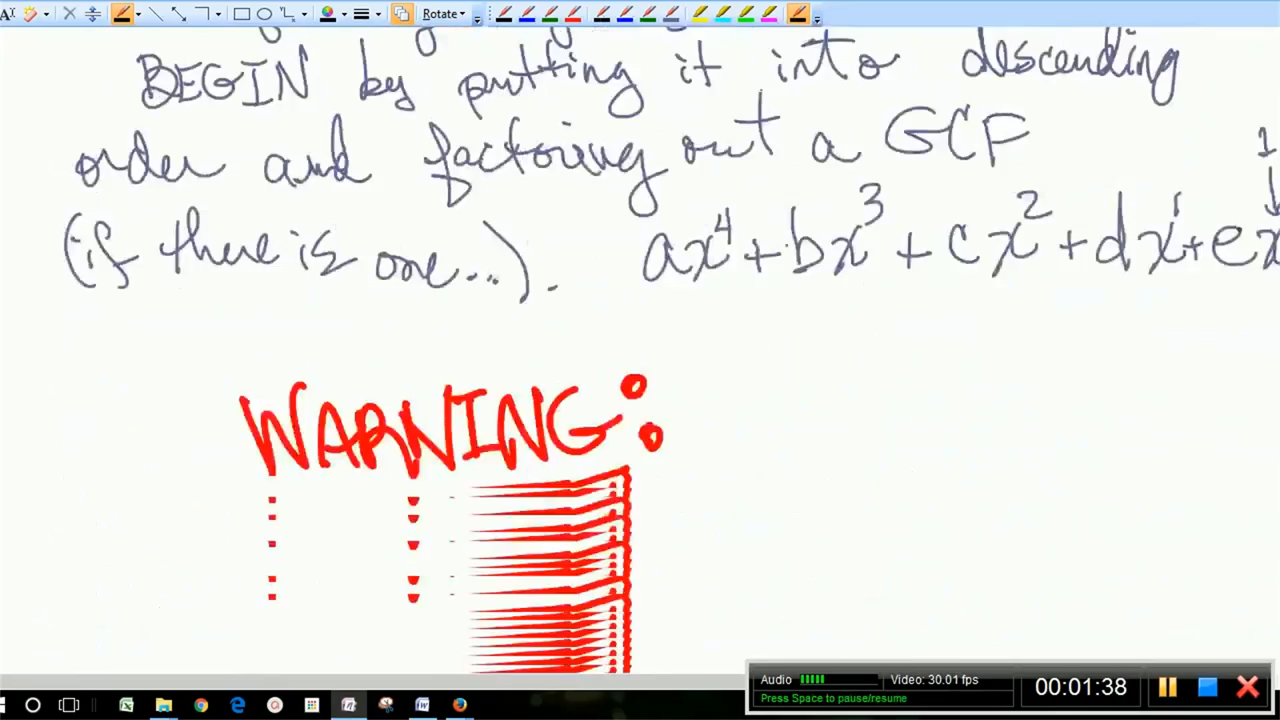 Rotate
BEGIN by putting it into descending
order and factoring out a GCF
(if there is one...). ax⁴ + bx³ + cx² + dx¹ + ex
1
WARNING:
Audio Video: 30.01 fps
Press Space to pause/resume
00:01:38